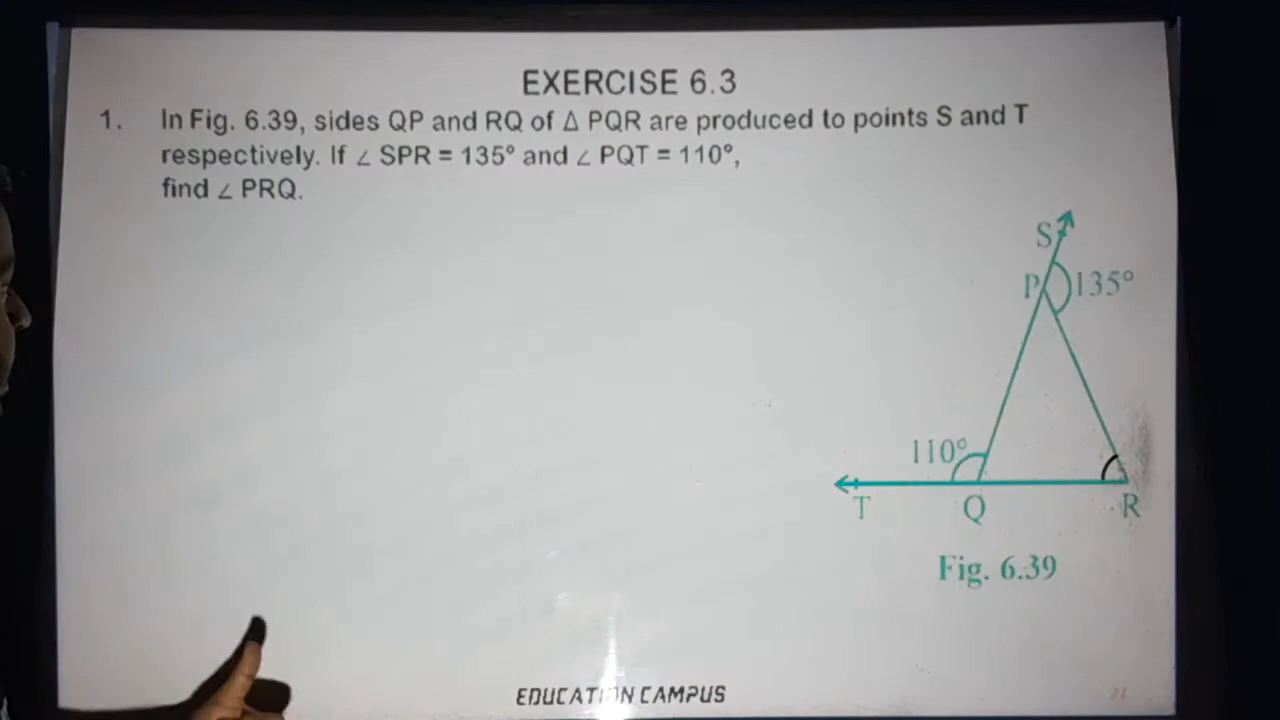 EXERCISE 6.3
1. In Fig. 6.39, sides QP and RQ of Δ PQR are produced to points S and T
respectively. If ∠ SPR = 135° and ∠ PQT = 110°,
find ∠ PRQ.
S
P 135°
110°
T Q R
Fig. 6.39
EDUCATION CAMPUS